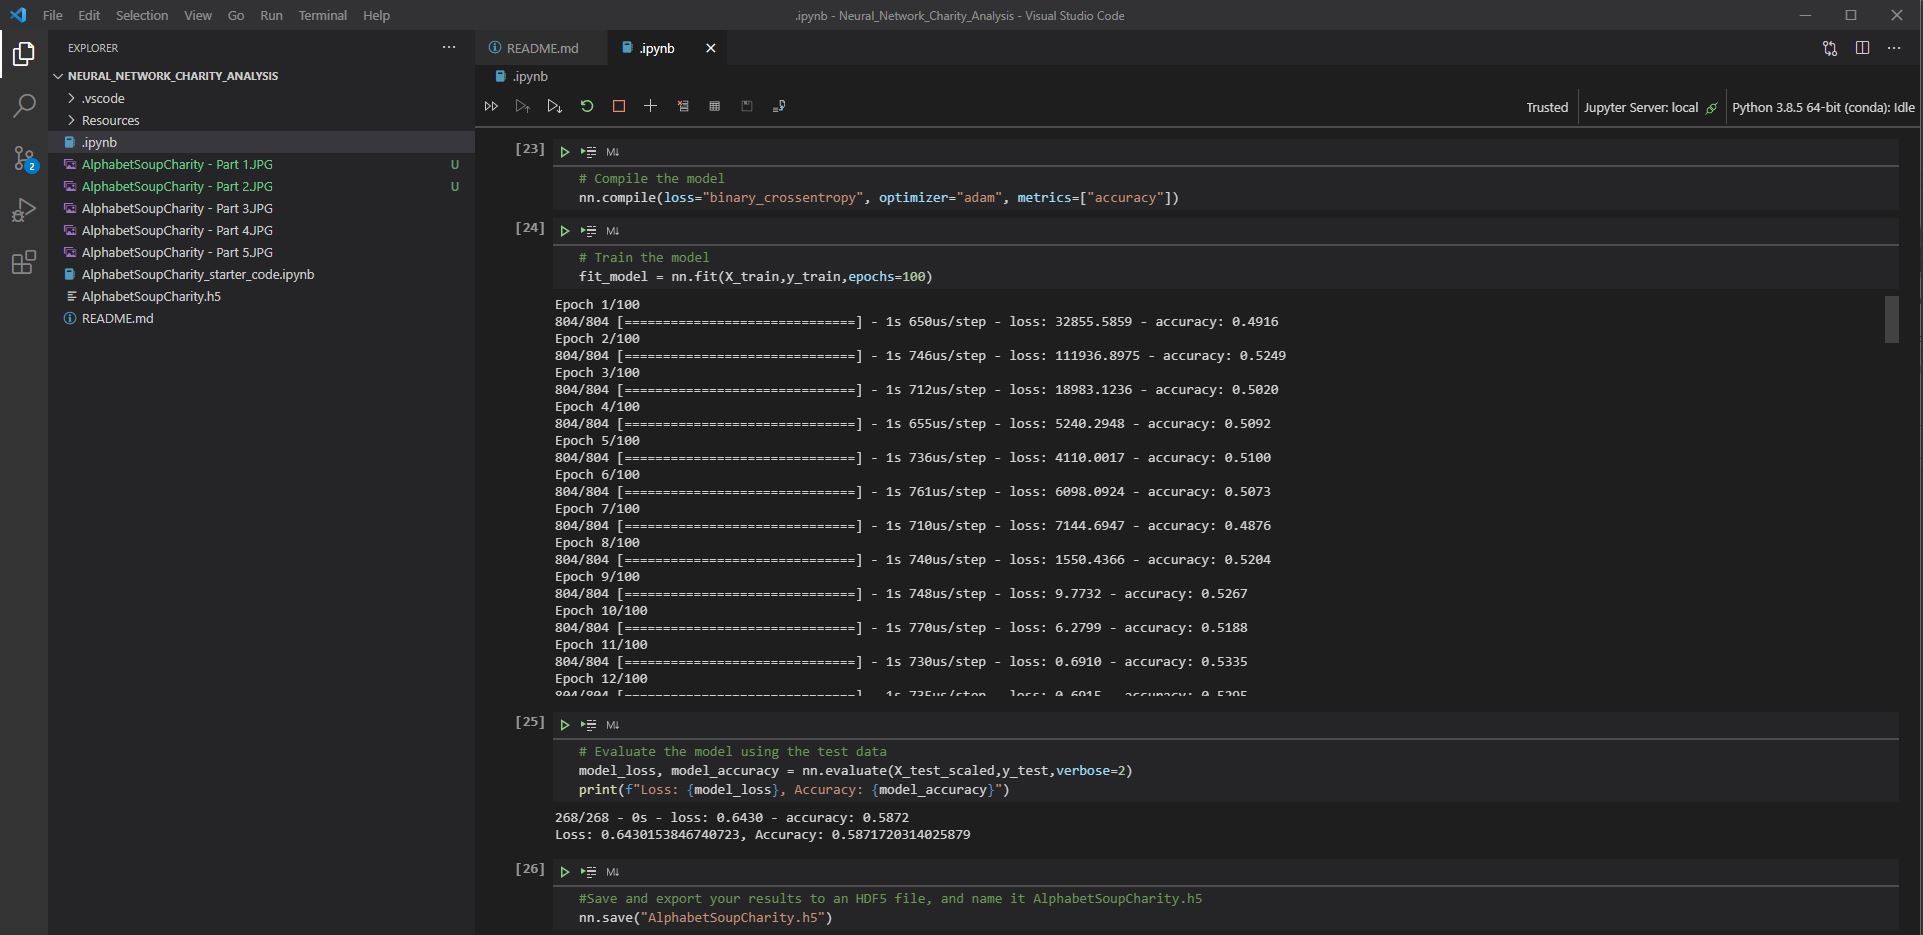 File Edit Selection View Go Run Terminal Help
.ipynb - Neural_Network_Charity_Analysis - Visual Studio Code
EXPLORER
NEURAL_NETWORK_CHARITY_ANALYSIS
.vscode
Resources
.ipynb
AlphabetSoupCharity - Part 1.JPG U
AlphabetSoupCharity - Part 2.JPG U
AlphabetSoupCharity - Part 3.JPG
AlphabetSoupCharity - Part 4.JPG
AlphabetSoupCharity - Part 5.JPG
AlphabetSoupCharity_starter_code.ipynb
AlphabetSoupCharity.h5
README.md
2
README.md .ipynb
.ipynb
Trusted Jupyter Server: local Python 3.8.5 64-bit (conda): Idle
[23] M↓
# Compile the model
nn.compile(loss="binary_crossentropy", optimizer="adam", metrics=["accuracy"])
[24] M↓
# Train the model
fit_model = nn.fit(X_train,y_train,epochs=100)
Epoch 1/100
804/804 [==============================] - 1s 650us/step - loss: 32855.5859 - accuracy: 0.4916
Epoch 2/100
804/804 [==============================] - 1s 746us/step - loss: 111936.8975 - accuracy: 0.5249
Epoch 3/100
804/804 [==============================] - 1s 712us/step - loss: 18983.1236 - accuracy: 0.5020
Epoch 4/100
804/804 [==============================] - 1s 655us/step - loss: 5240.2948 - accuracy: 0.5092
Epoch 5/100
804/804 [==============================] - 1s 736us/step - loss: 4110.0017 - accuracy: 0.5100
Epoch 6/100
804/804 [==============================] - 1s 761us/step - loss: 6098.0924 - accuracy: 0.5073
Epoch 7/100
804/804 [==============================] - 1s 710us/step - loss: 7144.6947 - accuracy: 0.4876
Epoch 8/100
804/804 [==============================] - 1s 740us/step - loss: 1550.4366 - accuracy: 0.5204
Epoch 9/100
804/804 [==============================] - 1s 748us/step - loss: 9.7732 - accuracy: 0.5267
Epoch 10/100
804/804 [==============================] - 1s 770us/step - loss: 6.2799 - accuracy: 0.5188
Epoch 11/100
804/804 [==============================] - 1s 730us/step - loss: 0.6910 - accuracy: 0.5335
Epoch 12/100
804/804 [==============================] - 1s 735us/step - loss: 0.6915 - accuracy: 0.5295
[25] M↓
# Evaluate the model using the test data
model_loss, model_accuracy = nn.evaluate(X_test_scaled,y_test,verbose=2)
print(f"Loss: {model_loss}, Accuracy: {model_accuracy}")
268/268 - 0s - loss: 0.6430 - accuracy: 0.5872
Loss: 0.6430153846740723, Accuracy: 0.5871720314025879
[26] M↓
#Save and export your results to an HDF5 file, and name it AlphabetSoupCharity.h5
nn.save("AlphabetSoupCharity.h5")